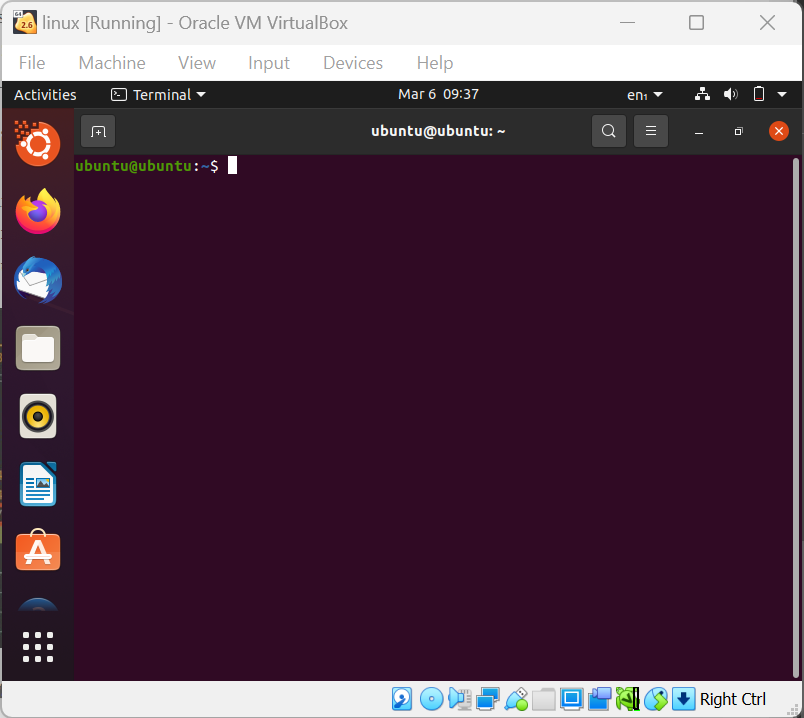 linux [Running] - Oracle VM VirtualBox
File Machine View Input Devices Help
Activities Terminal Mar 6 09:37 en₁
ubuntu@ubuntu: ~
ubuntu@ubuntu:~$
Right Ctrl